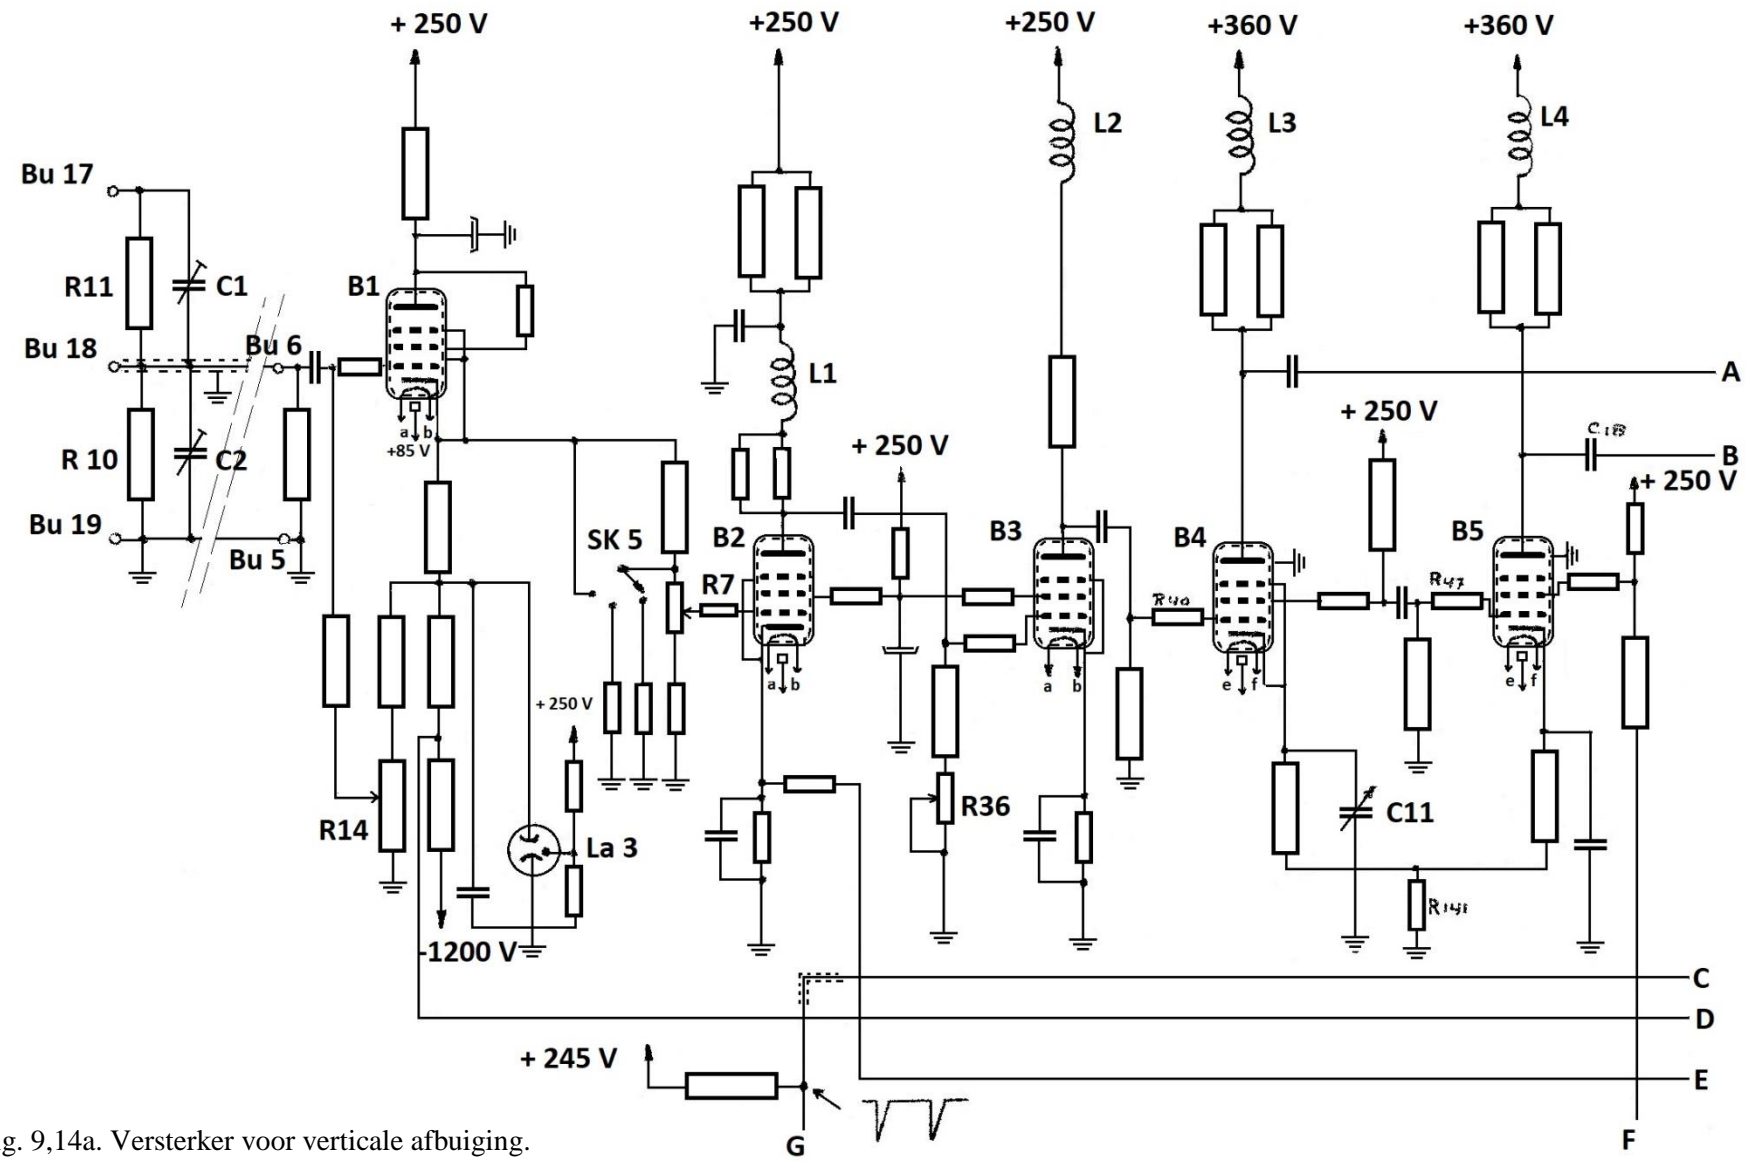 + 250 V
+250 V
+250 V
+360 V
+360 V
L2
L3
L4
Bu 17
R11
C1
B1
Bu 18
Bu 6
L1
A
a b
+85 V
+ 250 V
+ 250 V
C18
B
+ 250 V
R 10
C2
Bu 19
Bu 5
SK 5
R7
B2
B3
B4
R40
R47
B5
a b
a b
e f
e f
+ 250 V
R14
La 3
R36
C11
R141
-1200 V
C
D
+ 245 V
E
G
F
g. 9,14a. Versterker voor verticale afbuiging.